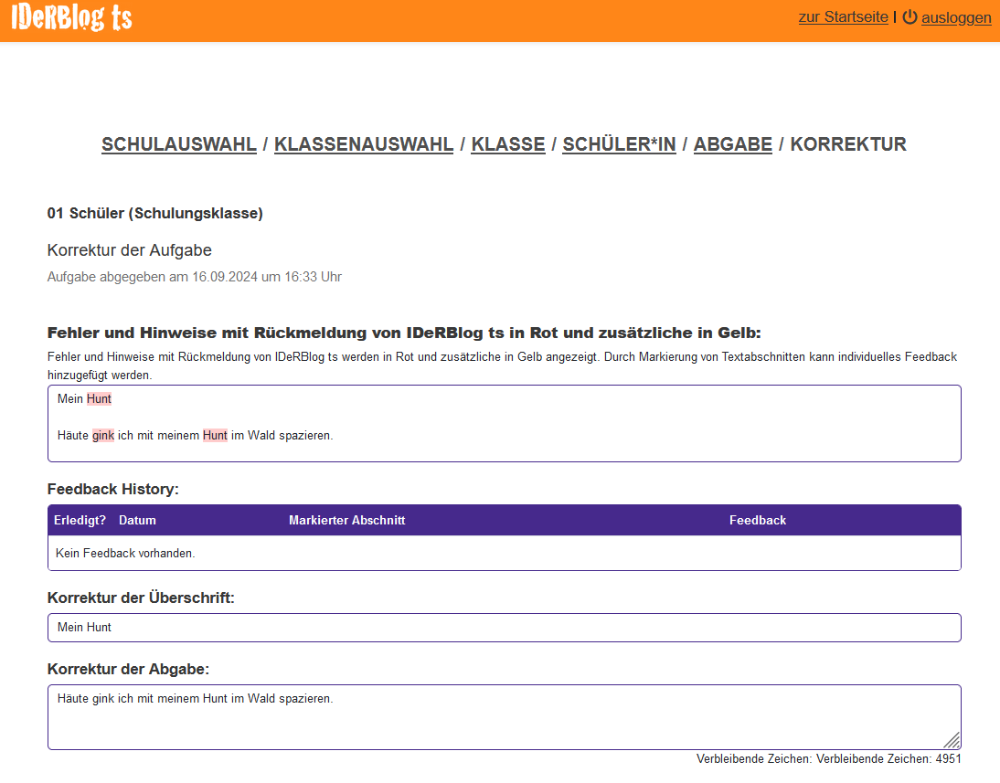 IDeRBlog ts
zur Startseite | ausloggen
SCHULAUSWAHL / KLASSENAUSWAHL / KLASSE / SCHÜLER*IN / ABGABE / KORREKTUR
01 Schüler (Schulungsklasse)
Korrektur der Aufgabe
Aufgabe abgegeben am 16.09.2024 um 16:33 Uhr
Fehler und Hinweise mit Rückmeldung von IDeRBlog ts in Rot und zusätzliche in Gelb:
Fehler und Hinweise mit Rückmeldung von IDeRBlog ts werden in Rot und zusätzliche in Gelb angezeigt. Durch Markierung von Textabschnitten kann individuelles Feedback
hinzugefügt werden.
Mein Hunt
Häute gink ich mit meinem Hunt im Wald spazieren.
Feedback History:
Erledigt? Datum Markierter Abschnitt Feedback
Kein Feedback vorhanden.
Korrektur der Überschrift:
Mein Hunt
Korrektur der Abgabe:
Häute gink ich mit meinem Hunt im Wald spazieren.
Verbleibende Zeichen: Verbleibende Zeichen: 4951